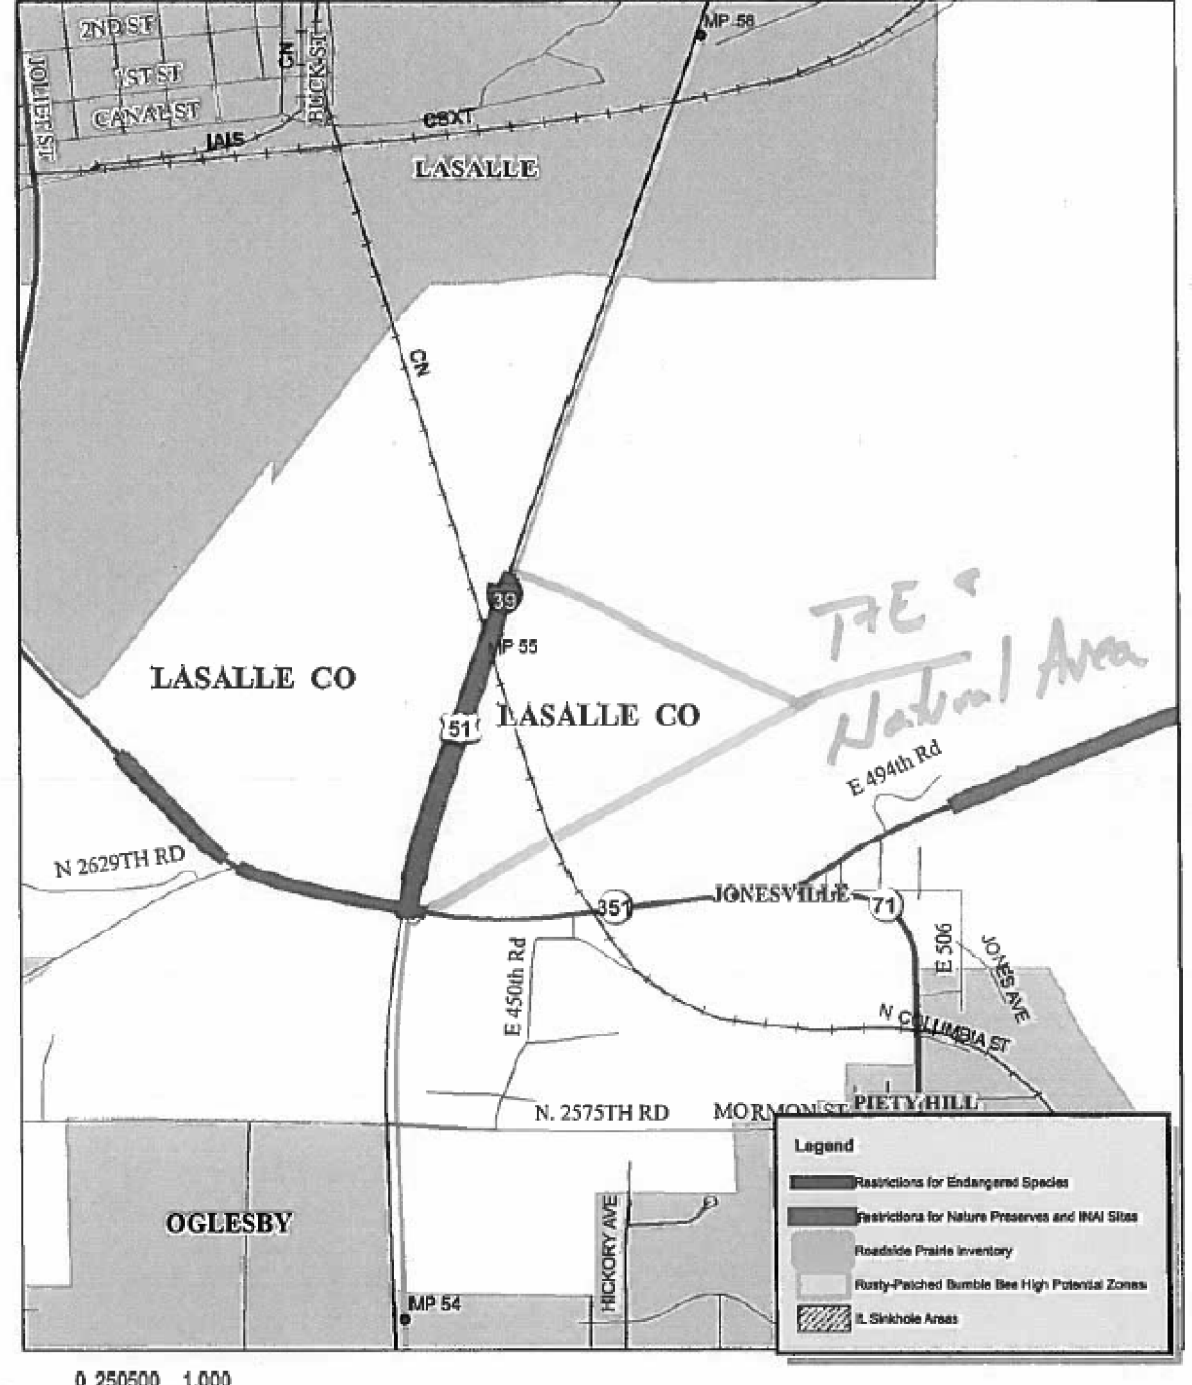 2ND ST
MP 58
CN
BUCK ST
JOLIET ST
1ST ST
CANAL ST
CSXT
IAIS
LASALLE
CN
39
T+E &
Natural Area
MP 55
LASALLE CO
51
LASALLE CO
E 494th Rd
N 2629TH RD
JONESVILLE
351
71
E 506
JONES AVE
E 450th Rd
N COLUMBIA ST
N. 2575TH RD
MORMON ST
PIETY HILL
Legend
Restrictions for Endangered Species
Restrictions for Nature Preserves and INAI Sites
Roadside Prairie Inventory
Rusty-Patched Bumble Bee High Potential Zones
IL Sinkhole Areas
OGLESBY
HICKORY AVE
MP 54
0 250500 1,000